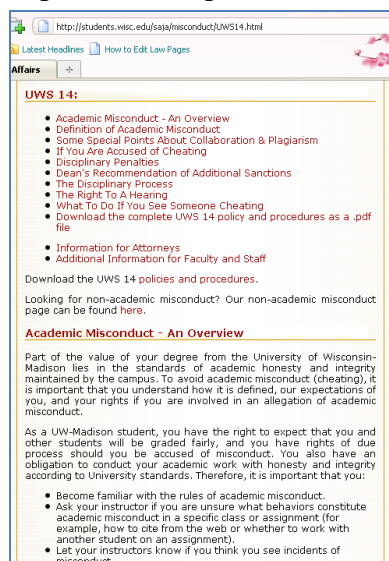 http://students.wisc.edu/saja/misconduct/UWS14.html
Latest Headlines How to Edit Law Pages
Affairs
UWS 14:
Academic Misconduct - An Overview
Definition of Academic Misconduct
Some Special Points About Collaboration & Plagiarism
If You Are Accused of Cheating
Disciplinary Penalties
Dean's Recommendation of Additional Sanctions
The Disciplinary Process
The Right To A Hearing
What To Do If You See Someone Cheating
Download the complete UWS 14 policy and procedures as a .pdf
file
Information for Attorneys
Additional Information for Faculty and Staff
Download the UWS 14 policies and procedures.
Looking for non-academic misconduct? Our non-academic misconduct
page can be found here.
Academic Misconduct - An Overview
Part of the value of your degree from the University of Wisconsin-
Madison lies in the standards of academic honesty and integrity
maintained by the campus. To avoid academic misconduct (cheating), it
is important that you understand how it is defined, our expectations of
you, and your rights if you are involved in an allegation of academic
misconduct.
As a UW-Madison student, you have the right to expect that you and
other students will be graded fairly, and you have rights of due
process should you be accused of misconduct. You also have an
obligation to conduct your academic work with honesty and integrity
according to University standards. Therefore, it is important that you:
Become familiar with the rules of academic misconduct.
Ask your instructor if you are unsure what behaviors constitute
academic misconduct in a specific class or assignment (for
example, how to cite from the web or whether to work with
another student on an assignment).
Let your instructors know if you think you see incidents of
misconduct